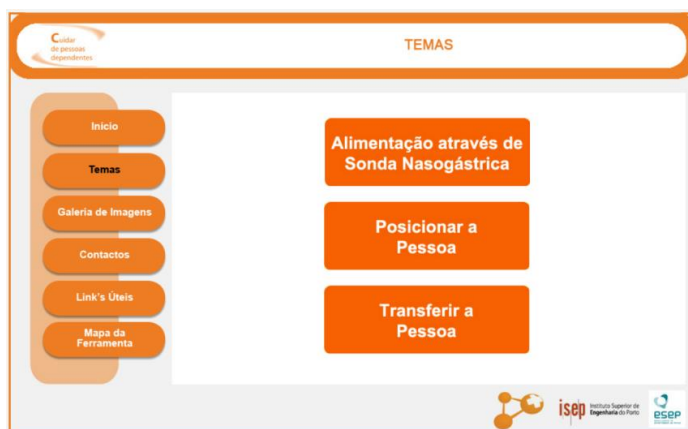 Cuidar
de pessoas
dependentes
TEMAS
Início
Temas
Galeria de Imagens
Contactos
Link's Úteis
Mapa da
Ferramenta
Alimentação através de
Sonda Nasogástrica
Posicionar a
Pessoa
Transferir a
Pessoa
isep Instituto Superior de
Engenharia do Porto
esep